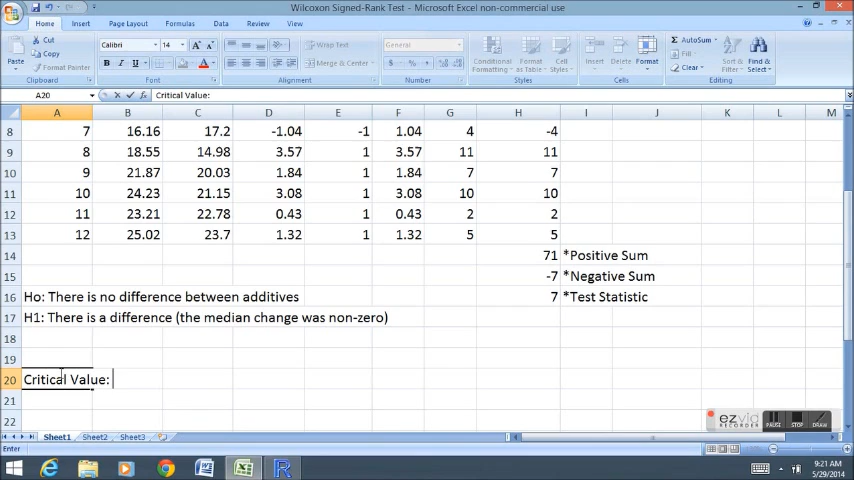 Wilcoxon Signed-Rank Test - Microsoft Excel non-commercial use
Home Insert Page Layout Formulas Data Review View
Cut
Copy
Format Painter
Paste
Clipboard
Calibri 14
B I U
Font
Wrap Text
Merge & Center
Alignment
General
$ % ,
Number
Conditional Formatting Format as Table Cell Styles
Styles
Insert Delete Format
Cells
AutoSum
Fill
Clear
Sort & Filter Find & Select
Editing
A20 Critical Value:
A B C D E F G H I J K L M
8 7 16.16 17.2 -1.04 -1 1.04 4 -4
9 8 18.55 14.98 3.57 1 3.57 11 11
10 9 21.87 20.03 1.84 1 1.84 7 7
11 10 24.23 21.15 3.08 1 3.08 10 10
12 11 23.21 22.78 0.43 1 0.43 2 2
13 12 25.02 23.7 1.32 1 1.32 5 5
14 71 *Positive Sum
15 -7 *Negative Sum
16 Ho: There is no difference between additives 7 *Test Statistic
17 H1: There is a difference (the median change was non-zero)
18
19
20 Critical Value:
21
22
ezvid
RECORDER
PAUSE STOP DRAW
Sheet1 Sheet2 Sheet3
Enter
9:21 AM
5/29/2014